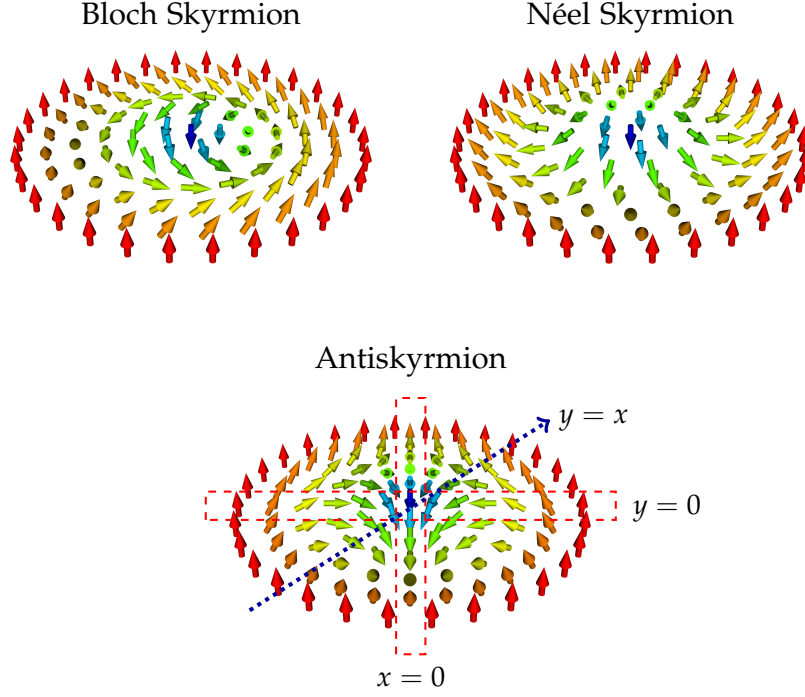 Bloch Skyrmion
Néel Skyrmion
Antiskyrmion
y = x
y = 0
x = 0